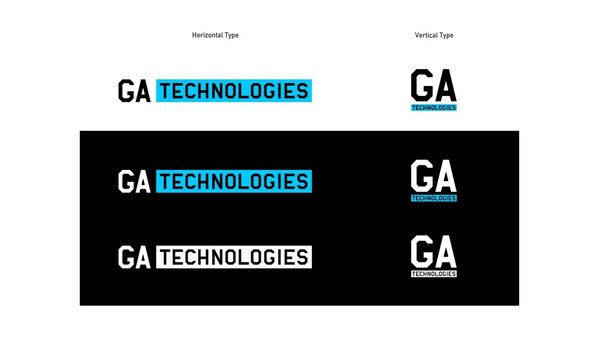 Horizontal Type
Vertical Type
GA TECHNOLOGIES
GA
TECHNOLOGIES
GA TECHNOLOGIES
GA
TECHNOLOGIES
GA TECHNOLOGIES
GA
TECHNOLOGIES